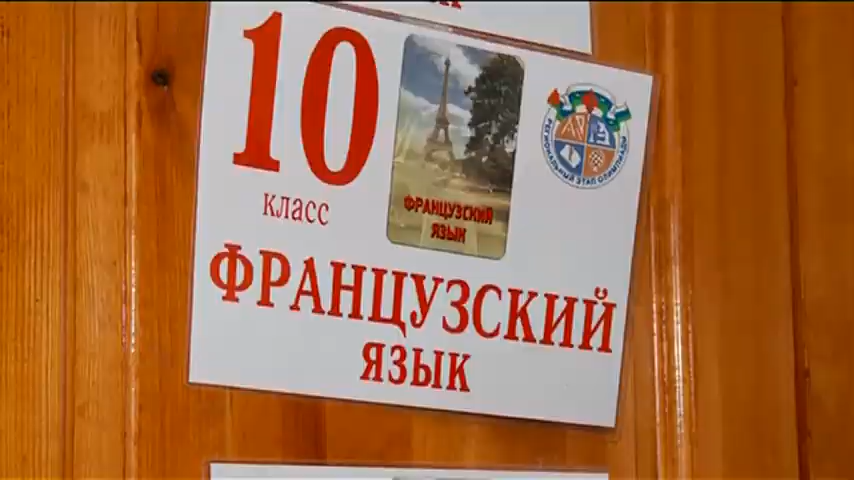 10
класс
ФРАНЦУЗСКИЙ
ЯЗЫК
РЕГИОНАЛЬНЫЙ ЭТАП ОЛИМПИАДЫ
ФРАНЦУЗСКИЙ
ЯЗЫК